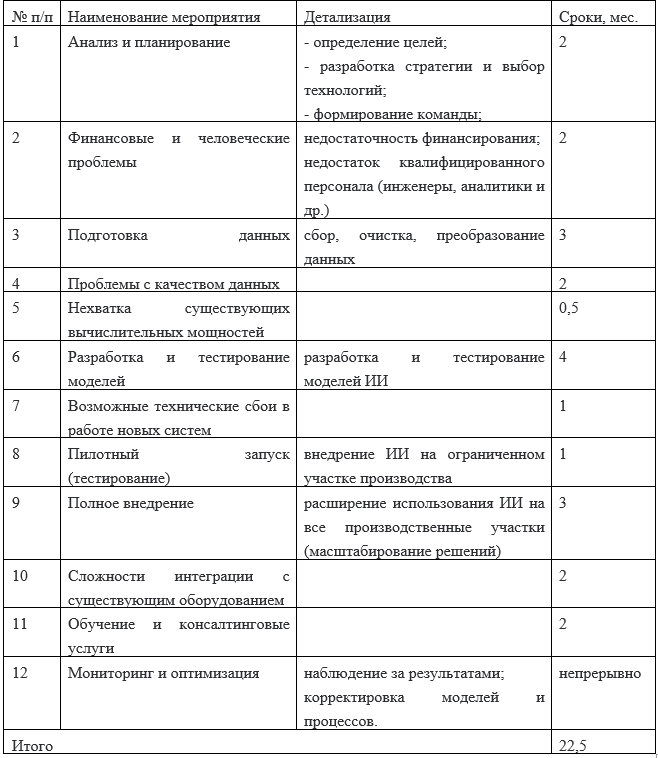 № п/п Наименование мероприятия Детализация Сроки, мес.
1 Анализ и планирование - определение целей; 2
- разработка стратегии и выбор
технологий;
- формирование команды;
2 Финансовые и человеческие недостаточность финансирования; 2
проблемы недостаток квалифицированного
персонала (инженеры, аналитики и
др.)
3 Подготовка данных сбор, очистка, преобразование 3
данных
4 Проблемы с качеством данных 2
5 Нехватка существующих 0,5
вычислительных мощностей
6 Разработка и тестирование разработка и тестирование 4
моделей моделей ИИ
7 Возможные технические сбои в 1
работе новых систем
8 Пилотный запуск внедрение ИИ на ограниченном 1
(тестирование) участке производства
9 Полное внедрение расширение использования ИИ на 3
все производственные участки
(масштабирование решений)
10 Сложности интеграции с 2
существующим оборудованием
11 Обучение и консалтинговые 2
услуги
12 Мониторинг и оптимизация наблюдение за результатами; непрерывно
корректировка моделей и
процессов.
Итого 22,5